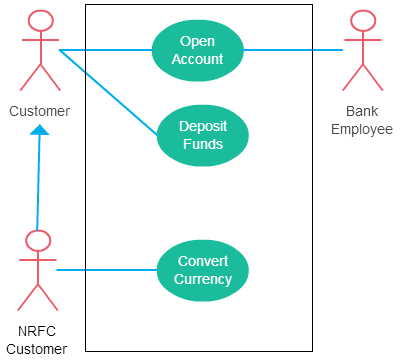 Open
Account
Customer
Bank
Employee
Deposit
Funds
Convert
Currency
NRFC
Customer